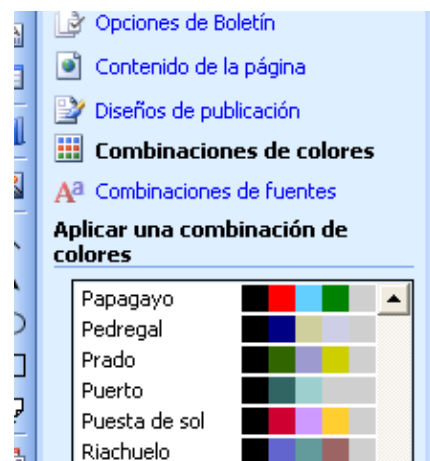 Opciones de Boletín
Contenido de la página
Diseños de publicación
Combinaciones de colores
Combinaciones de fuentes
Aplicar una combinación de
colores
Papagayo
Pedregal
Prado
Puerto
Puesta de sol
Riachuelo